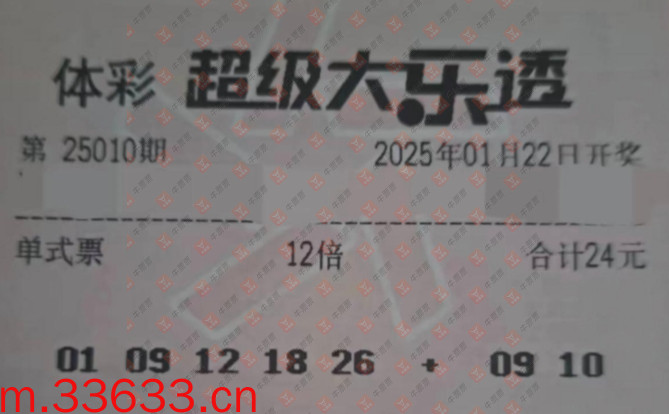 体彩 超级大乐透
第 25010期 2025年01月22日开奖
单式票 12倍 合计24元
01 09 12 18 26 + 09 10
m.33633.cn